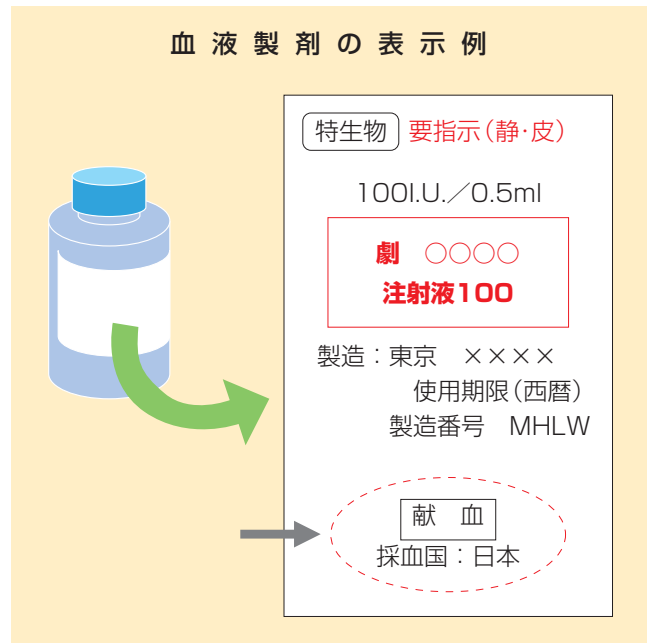 血液製剤の表示例
特生物 要指示(静・皮)
100I.U./0.5ml
劇 ○○○○
注射液100
製造:東京 ××××
使用期限(西暦)
製造番号 MHLW
献血
採血国:日本